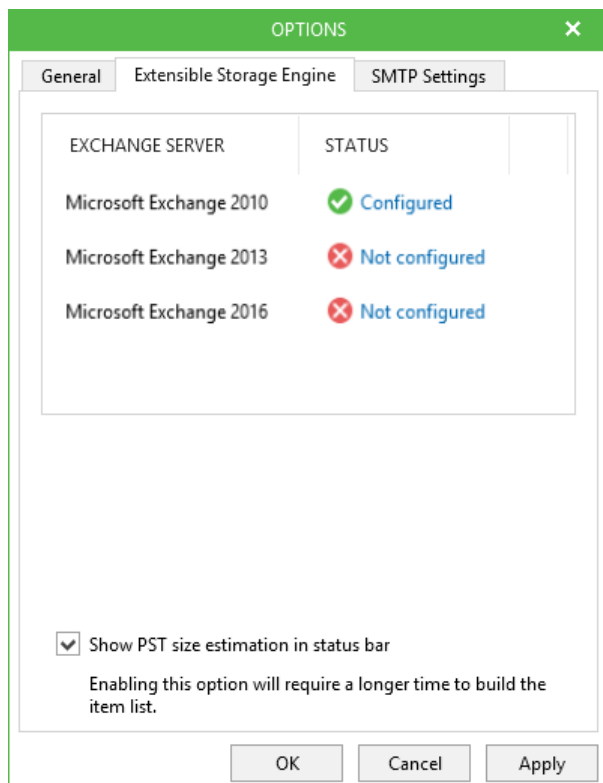 OPTIONS
General Extensible Storage Engine SMTP Settings
EXCHANGE SERVER STATUS
Microsoft Exchange 2010 Configured
Microsoft Exchange 2013 Not configured
Microsoft Exchange 2016 Not configured
Show PST size estimation in status bar
Enabling this option will require a longer time to build the
item list.
OK Cancel Apply